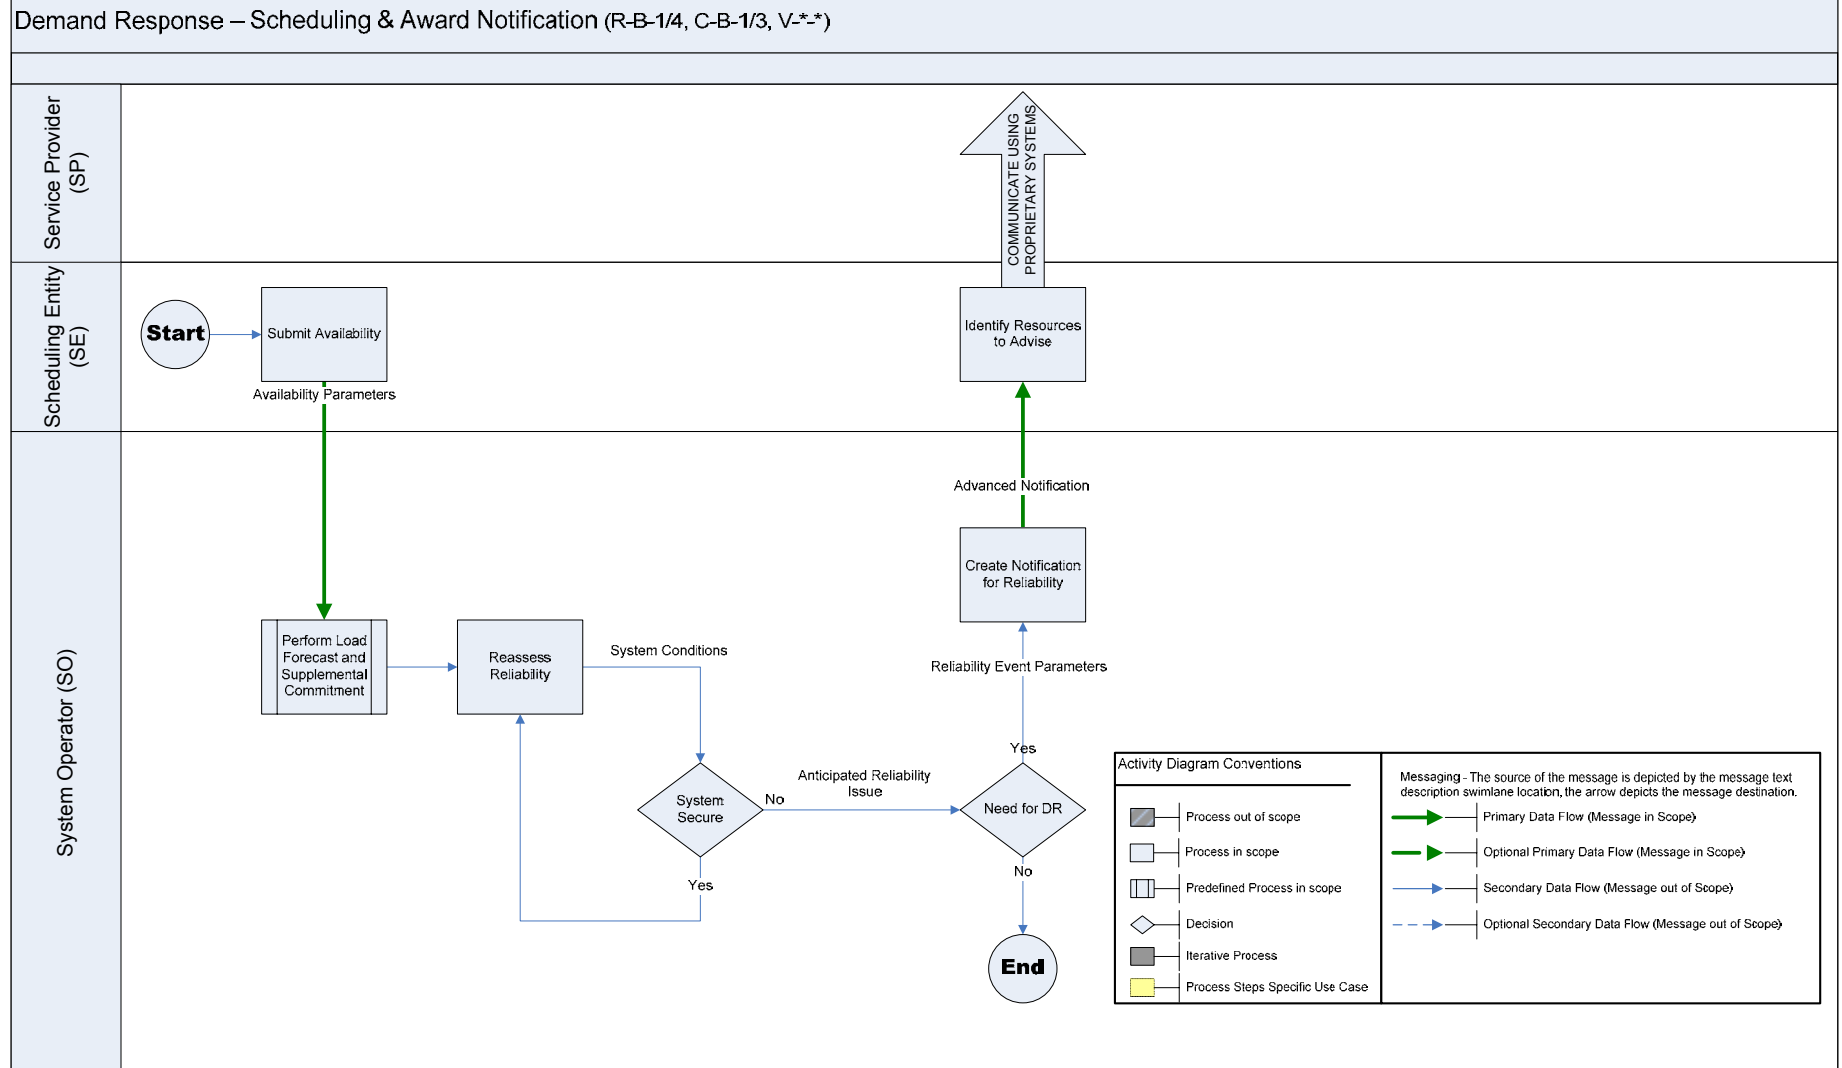 Demand Response – Scheduling & Award Notification (R-B-1/4, C-B-1/3, V-*-*)
Service Provider
(SP)
COMMUNICATE USING
PROPRIETARY SYSTEMS
Scheduling Entity
(SE)
Start
Submit Availability
Availability Parameters
Identify Resources
to Advise
Advanced Notification
System Operator (SO)
Create Notification
for Reliability
Perform Load
Forecast and
Supplemental
Commitment
Reassess
Reliability
System Conditions
Reliability Event Parameters
Yes
System
Secure
No
Anticipated Reliability
Issue
Need for DR
Yes
No
End
Activity Diagram Conventions
Process out of scope
Process in scope
Predefined Process in scope
Decision
Iterative Process
Process Steps Specific Use Case
Messaging - The source of the message is depicted by the message text
description swimlane location, the arrow depicts the message destination.
Primary Data Flow (Message in Scope)
Optional Primary Data Flow (Message in Scope)
Secondary Data Flow (Message out of Scope)
Optional Secondary Data Flow (Message out of Scope)